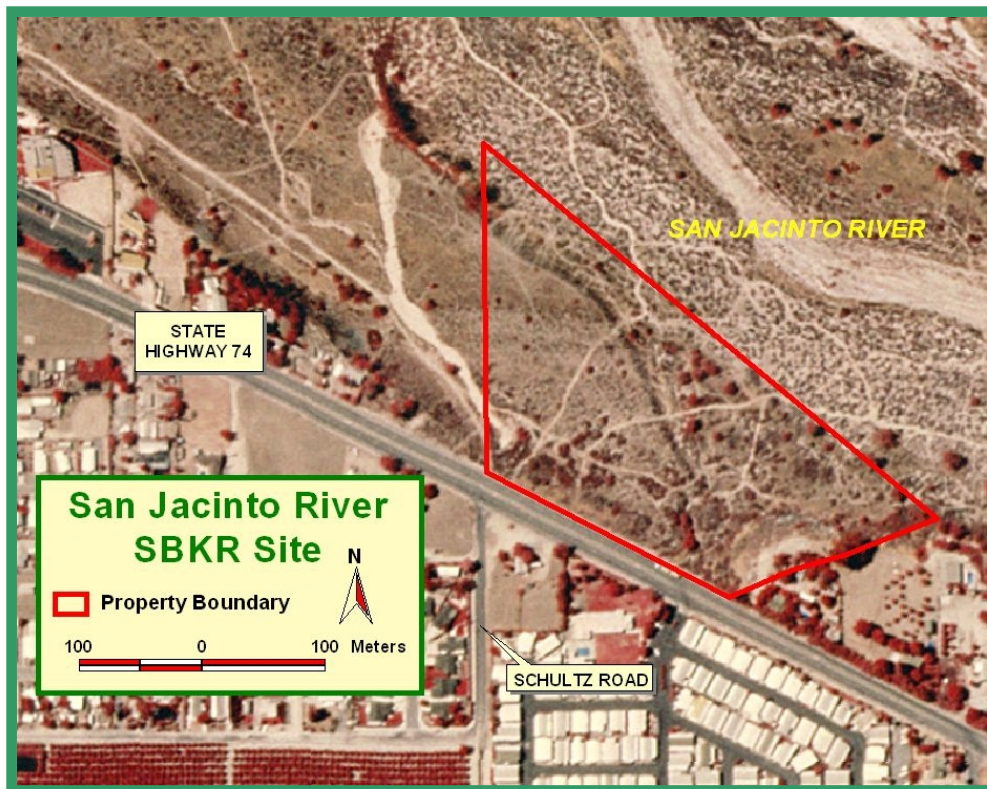 SAN JACINTO RIVER
STATE
HIGHWAY 74
San Jacinto River
SBKR Site
N
Property Boundary
100 0 100 Meters
SCHULTZ ROAD